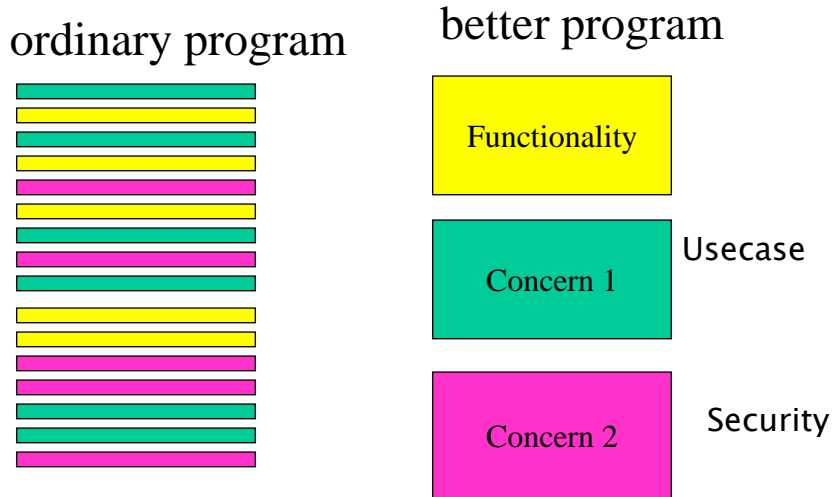 ordinary program
better program
Functionality
Concern 1
Usecase
Concern 2
Security